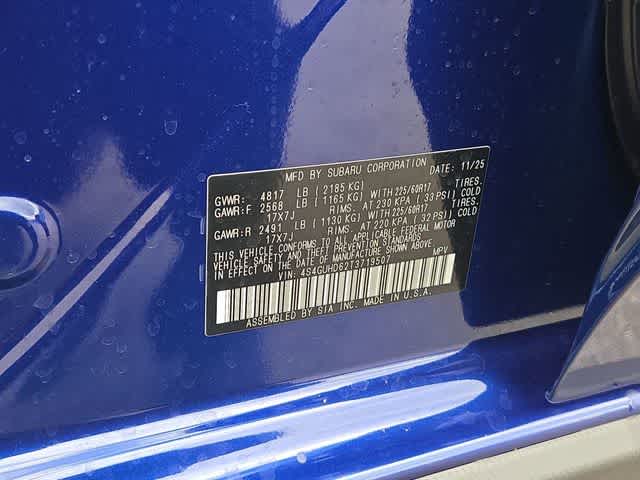 MFD BY SUBARU CORPORATION DATE: 11/25
GVWR: 4817 LB ( 2185 KG)
GAWR:F 2568 LB ( 1165 KG) WITH 225/60R17 TIRES.
17X7J RIMS. AT 230 KPA ( 33 PSI) COLD
GAWR:R 2491 LB ( 1130 KG) WITH 225/60R17 TIRES.
17X7J RIMS. AT 220 KPA ( 32 PSI) COLD
THIS VEHICLE CONFORMS TO ALL APPLICABLE FEDERAL MOTOR
VEHICLE SAFETY AND THEFT PREVENTION STANDARDS
IN EFFECT ON THE DATE OF MANUFACTURE SHOWN ABOVE.
VIN: 4S4GUHD62T3719507 MPV
ASSEMBLED BY SIA INC. MADE IN U.S.A.